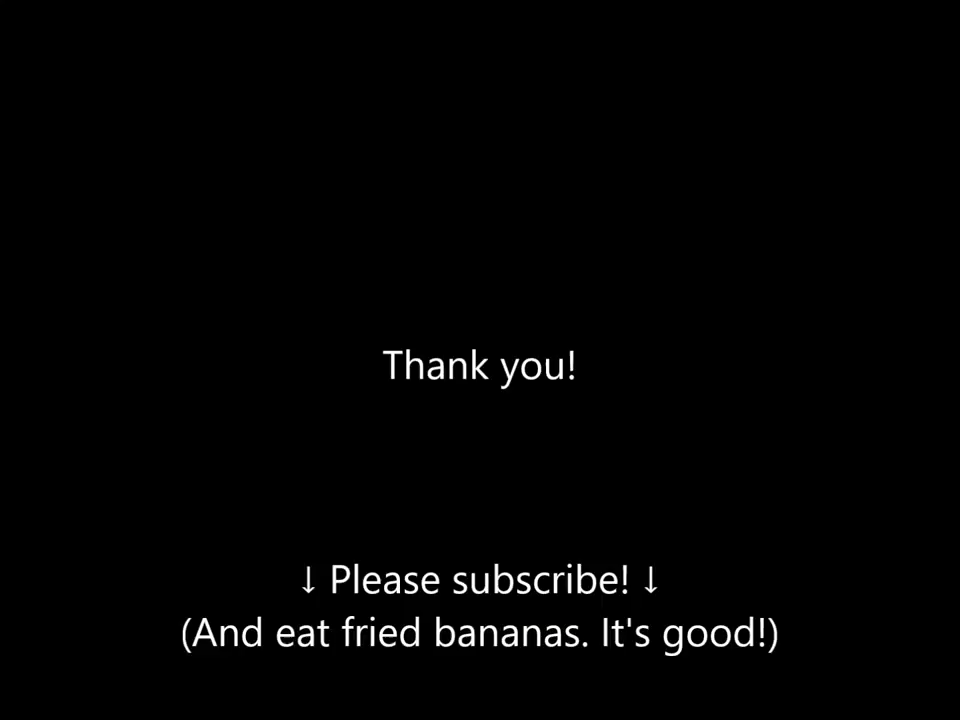 Thank you!
↓ Please subscribe! ↓
(And eat fried bananas. It's good!)